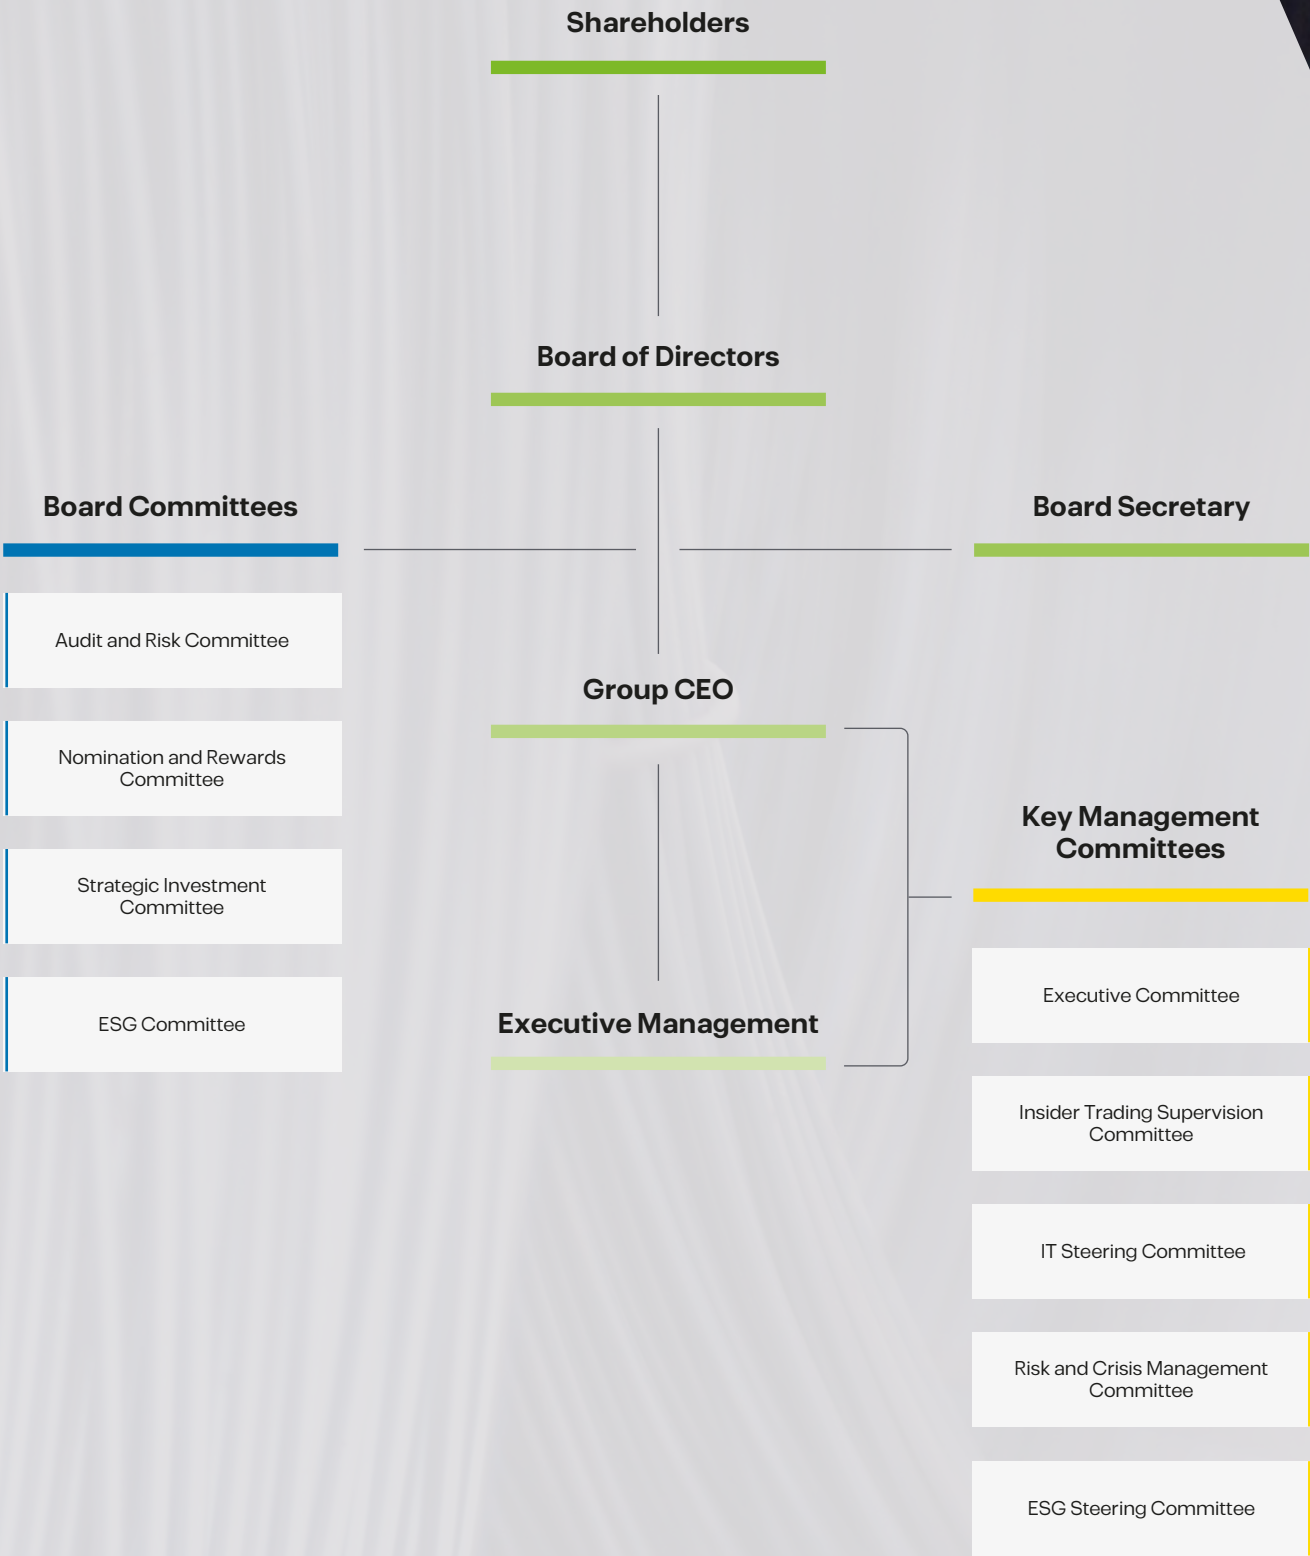 Shareholders
Board of Directors
Board Committees
Board Secretary
Audit and Risk Committee
Nomination and Rewards
Committee
Strategic Investment
Committee
ESG Committee
Group CEO
Executive Management
Key Management
Committees
Executive Committee
Insider Trading Supervision
Committee
IT Steering Committee
Risk and Crisis Management
Committee
ESG Steering Committee